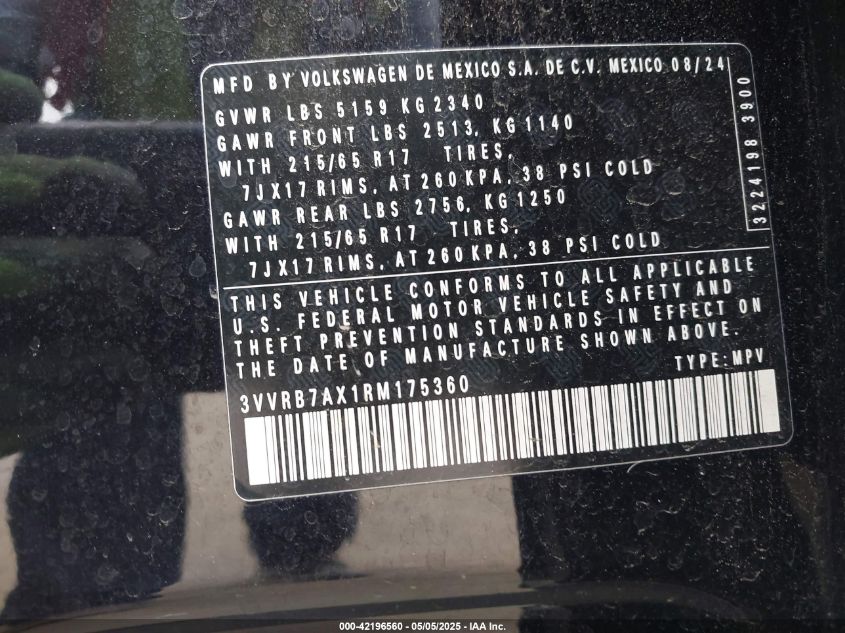 MFD BY VOLKSWAGEN DE MEXICO S.A. DE C.V. MEXICO 08/24
GVWR LBS 5159 KG 2340
GAWR FRONT LBS 2513, KG 1140
WITH 215/65 R17 TIRES,
7JX17 RIMS, AT 260 KPA, 38 PSI COLD
GAWR REAR LBS 2756, KG 1250
WITH 215/65 R17 TIRES,
7JX17 RIMS, AT 260 KPA, 38 PSI COLD
3224198 3900
THIS VEHICLE CONFORMS TO ALL APPLICABLE
U.S. FEDERAL MOTOR VEHICLE SAFETY AND
THEFT PREVENTION STANDARDS IN EFFECT ON
THE DATE OF MANUFACTURE SHOWN ABOVE.
TYPE: MPV
3VVRB7AX1RM175360
000-42196560 - 05/05/2025 - IAA Inc.